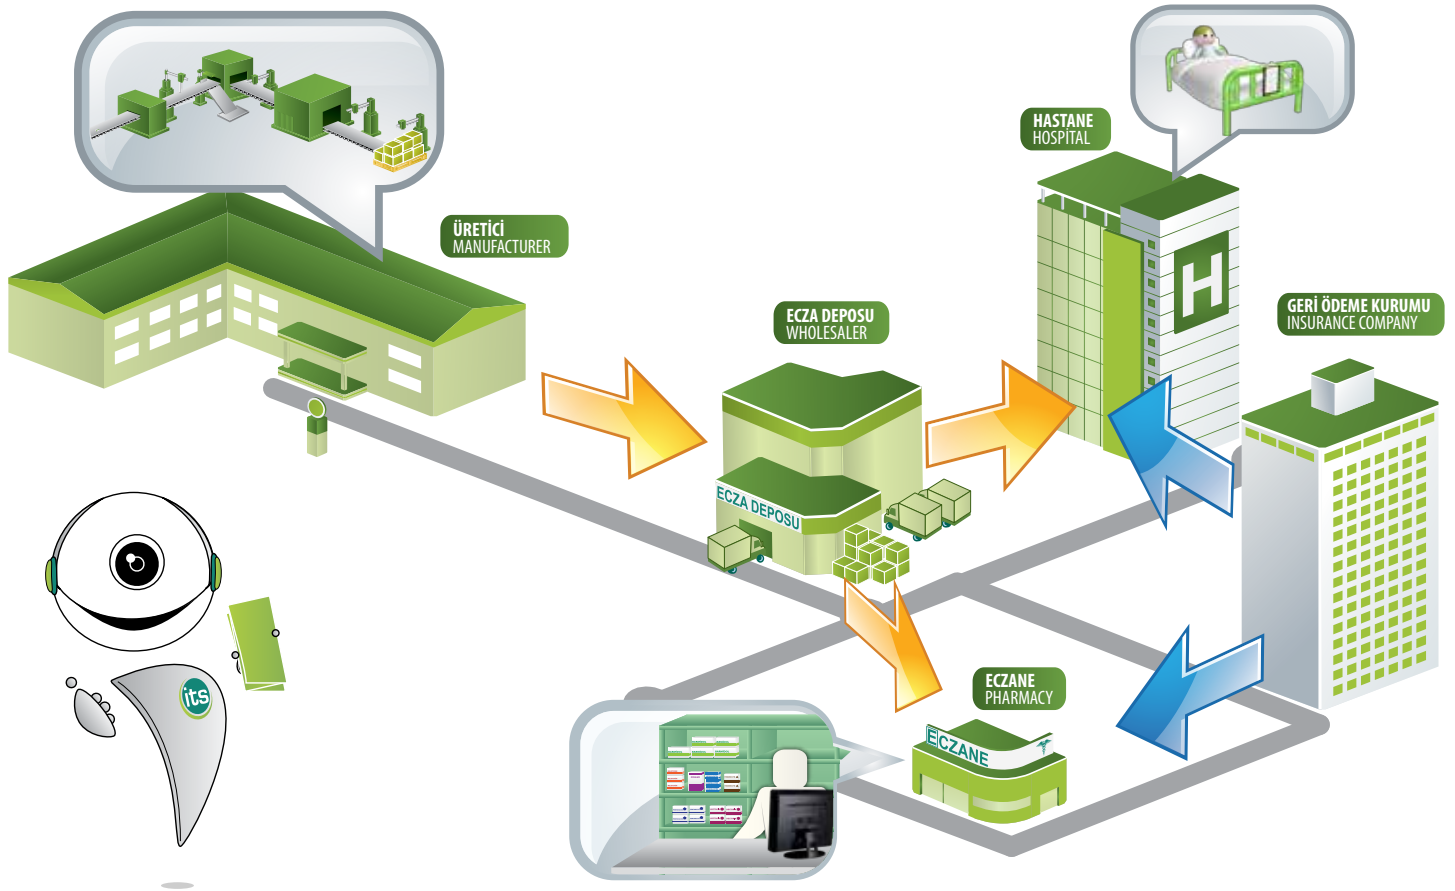 HASTANE
HOSPİTAL
ÜRETİCİ
MANUFACTURER
H
GERİ ÖDEME KURUMU
INSURANCE COMPANY
ECZA DEPOSU
WHOLESALER
ECZA DEPOSU
its
ECZANE
PHARMACY
ECZANE